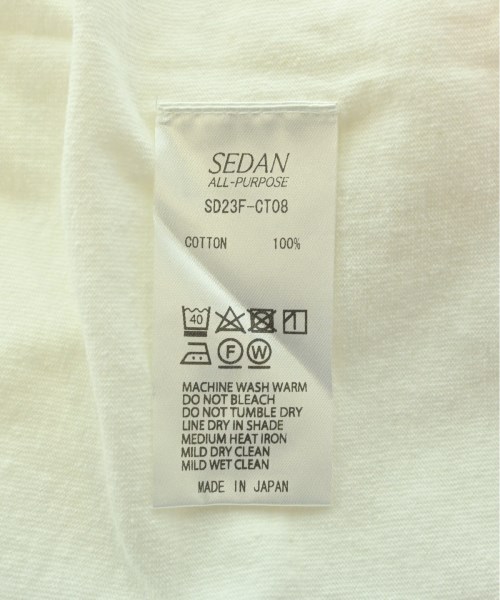 SEDAN
ALL-PURPOSE
SD23F-CT08
COTTON 100%
40
F W
MACHINE WASH WARM
DO NOT BLEACH
DO NOT TUMBLE DRY
LINE DRY IN SHADE
MEDIUM HEAT IRON
MILD DRY CLEAN
MILD WET CLEAN
MADE IN JAPAN